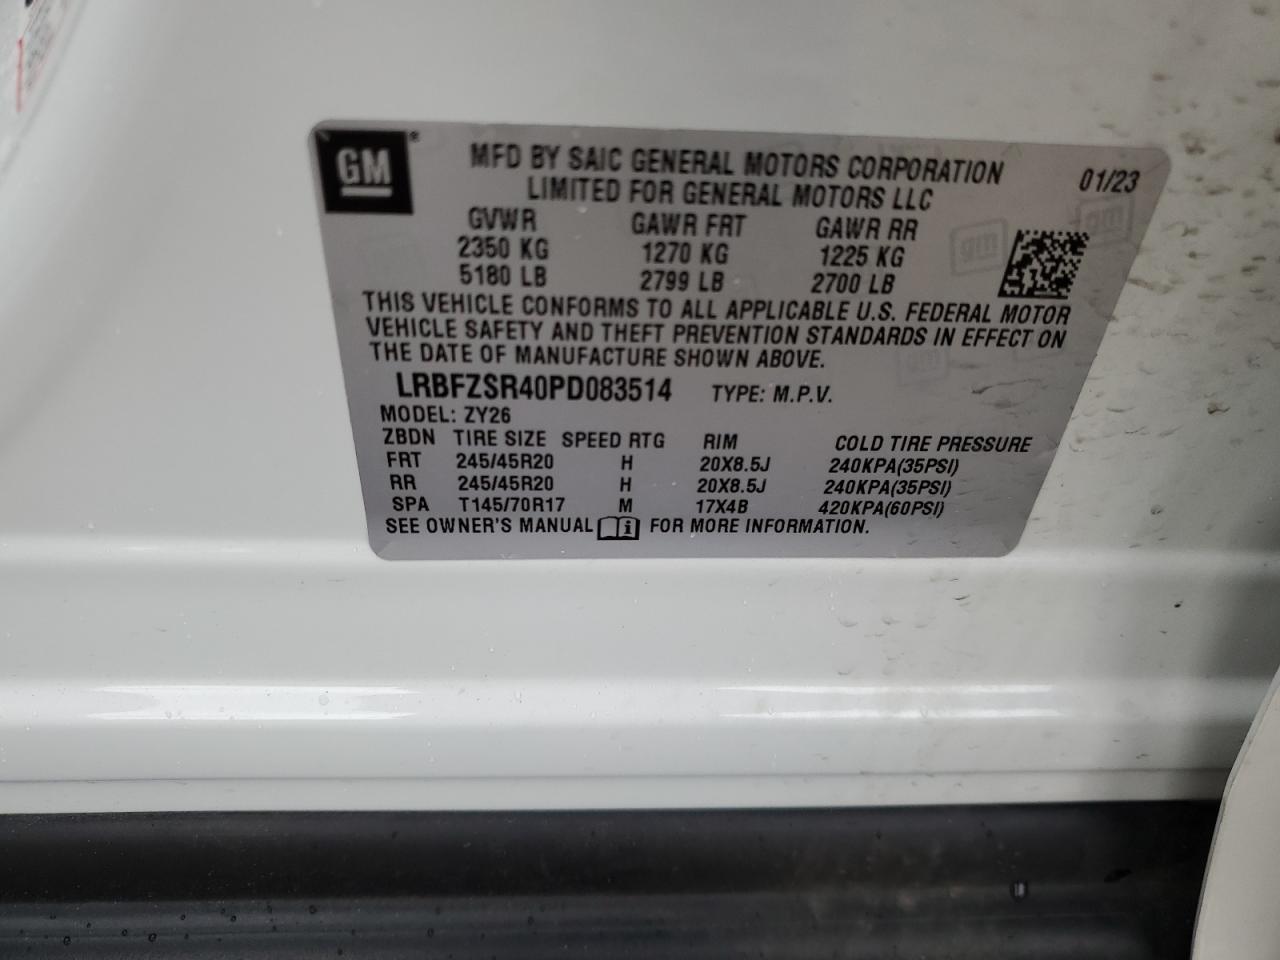 GM
MFD BY SAIC GENERAL MOTORS CORPORATION
LIMITED FOR GENERAL MOTORS LLC
01/23
GVWR GAWR FRT GAWR RR
2350 KG 1270 KG 1225 KG
5180 LB 2799 LB 2700 LB
THIS VEHICLE CONFORMS TO ALL APPLICABLE U.S. FEDERAL MOTOR
VEHICLE SAFETY AND THEFT PREVENTION STANDARDS IN EFFECT ON
THE DATE OF MANUFACTURE SHOWN ABOVE.
LRBFZSR40PD083514 TYPE: M.P.V.
MODEL: ZY26
ZBDN TIRE SIZE SPEED RTG RIM COLD TIRE PRESSURE
FRT 245/45R20 H 20X8.5J 240KPA(35PSI)
RR 245/45R20 H 20X8.5J 240KPA(35PSI)
SPA T145/70R17 M 17X4B 420KPA(60PSI)
SEE OWNER'S MANUAL i FOR MORE INFORMATION.